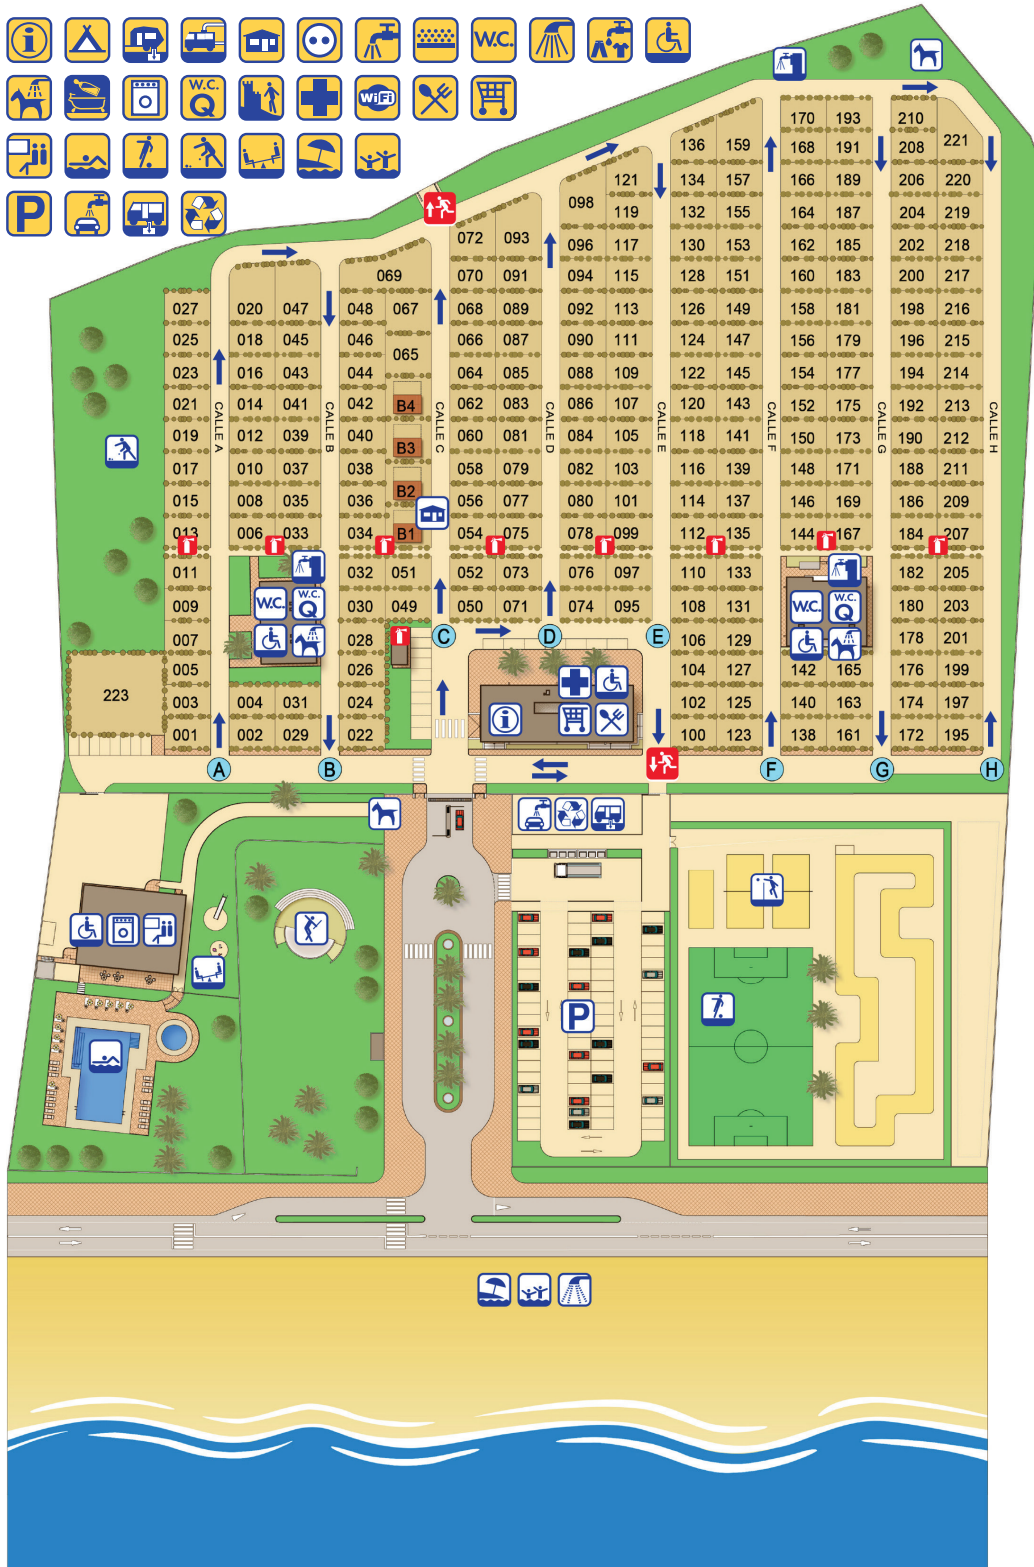 i W.C.
W.C. Q WiFi
P
170 193 210
136 159 168 191 208 221
121 134 157 166 189 206 220
098 119 132 155 164 187 204 219
072 093 096 117 130 153 162 185 202 218
069 070 091 094 115 128 151 160 183 200 217
027 020 047 048 067 068 089 092 113 126 149 158 181 198 216
025 018 045 046 066 087 090 111 124 147 156 179 196 215
023 016 043 044 065 064 085 088 109 122 145 154 177 194 214
021 014 041 042 B4 062 083 086 107 120 143 152 175 192 213
CALLE A CALLE B CALLE C CALLE D CALLE E CALLE F CALLE G CALLE H
019 012 039 040 B3 060 081 084 105 118 141 150 173 190 212
017 010 037 038 058 079 082 103 116 139 148 171 188 211
015 008 035 036 B2 056 077 080 101 114 137 146 169 186 209
013 006 033 034 B1 054 075 078 099 112 135 144 167 184 207
011 032 051 052 073 076 097 110 133 182 205
W.C. W.C. Q W.C. W.C. Q
009 030 049 050 071 074 095 108 131 180 203
007 028 C D E 106 129 178 201
005 026 104 127 142 165 176 199
223
003 004 031 024 i 102 125 140 163 174 197
001 002 029 022 100 123 138 161 172 195
A B F G H
P